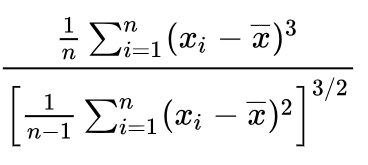 \frac{\frac{1}{n} \sum_{i=1}^{n} (x_i - \overline{x})^3}{\left[ \frac{1}{n-1} \sum_{i=1}^{n} (x_i - \overline{x})^2 \right]^{3/2}}